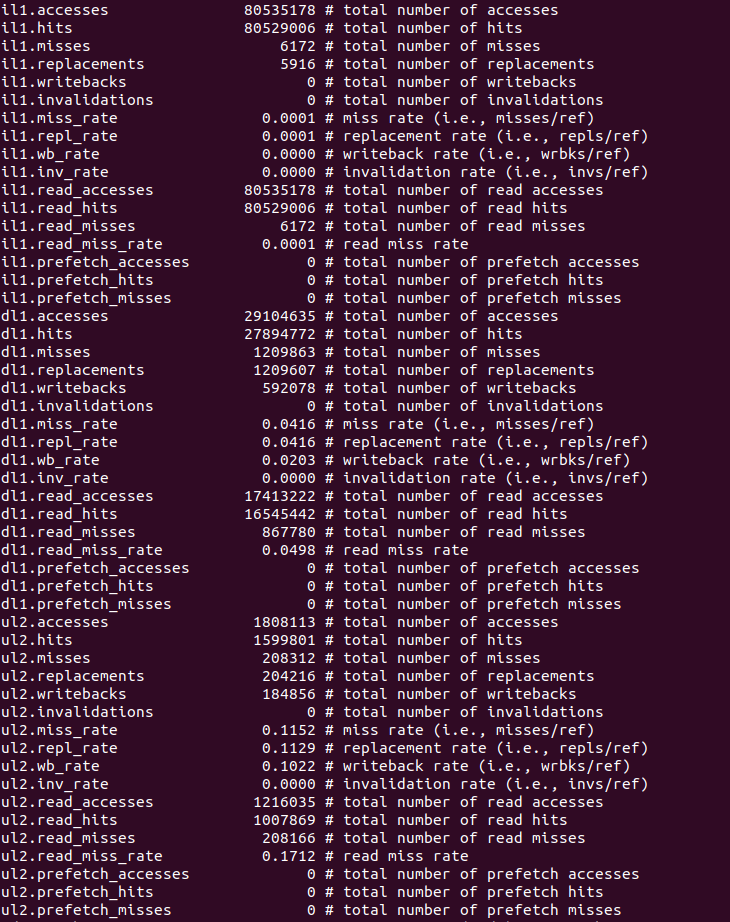 il1.accesses 80535178 # total number of accesses
il1.hits 80529006 # total number of hits
il1.misses 6172 # total number of misses
il1.replacements 5916 # total number of replacements
il1.writebacks 0 # total number of writebacks
il1.invalidations 0 # total number of invalidations
il1.miss_rate 0.0001 # miss rate (i.e., misses/ref)
il1.repl_rate 0.0001 # replacement rate (i.e., repls/ref)
il1.wb_rate 0.0000 # writeback rate (i.e., wrbks/ref)
il1.inv_rate 0.0000 # invalidation rate (i.e., invs/ref)
il1.read_accesses 80535178 # total number of read accesses
il1.read_hits 80529006 # total number of read hits
il1.read_misses 6172 # total number of read misses
il1.read_miss_rate 0.0001 # read miss rate
il1.prefetch_accesses 0 # total number of prefetch accesses
il1.prefetch_hits 0 # total number of prefetch hits
il1.prefetch_misses 0 # total number of prefetch misses
dl1.accesses 29104635 # total number of accesses
dl1.hits 27894772 # total number of hits
dl1.misses 1209863 # total number of misses
dl1.replacements 1209607 # total number of replacements
dl1.writebacks 592078 # total number of writebacks
dl1.invalidations 0 # total number of invalidations
dl1.miss_rate 0.0416 # miss rate (i.e., misses/ref)
dl1.repl_rate 0.0416 # replacement rate (i.e., repls/ref)
dl1.wb_rate 0.0203 # writeback rate (i.e., wrbks/ref)
dl1.inv_rate 0.0000 # invalidation rate (i.e., invs/ref)
dl1.read_accesses 17413222 # total number of read accesses
dl1.read_hits 16545442 # total number of read hits
dl1.read_misses 867780 # total number of read misses
dl1.read_miss_rate 0.0498 # read miss rate
dl1.prefetch_accesses 0 # total number of prefetch accesses
dl1.prefetch_hits 0 # total number of prefetch hits
dl1.prefetch_misses 0 # total number of prefetch misses
ul2.accesses 1808113 # total number of accesses
ul2.hits 1599801 # total number of hits
ul2.misses 208312 # total number of misses
ul2.replacements 204216 # total number of replacements
ul2.writebacks 184856 # total number of writebacks
ul2.invalidations 0 # total number of invalidations
ul2.miss_rate 0.1152 # miss rate (i.e., misses/ref)
ul2.repl_rate 0.1129 # replacement rate (i.e., repls/ref)
ul2.wb_rate 0.1022 # writeback rate (i.e., wrbks/ref)
ul2.inv_rate 0.0000 # invalidation rate (i.e., invs/ref)
ul2.read_accesses 1216035 # total number of read accesses
ul2.read_hits 1007869 # total number of read hits
ul2.read_misses 208166 # total number of read misses
ul2.read_miss_rate 0.1712 # read miss rate
ul2.prefetch_accesses 0 # total number of prefetch accesses
ul2.prefetch_hits 0 # total number of prefetch hits
ul2.prefetch_misses 0 # total number of prefetch misses